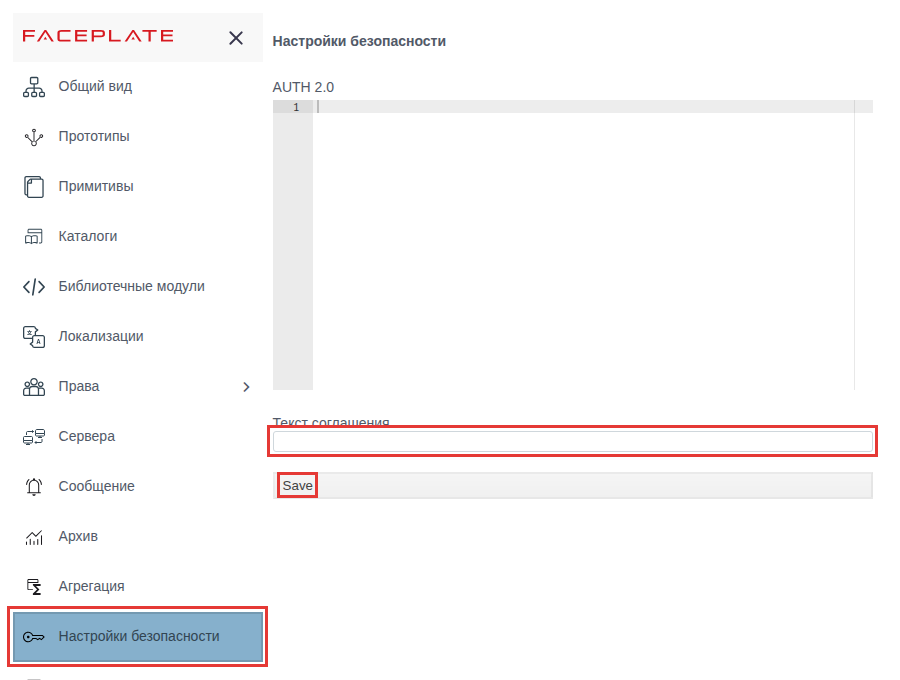 FACEPLATE
Общий вид
Прототипы
Примитивы
Каталоги
Библиотечные модули
Локализации
Права
Сервера
Сообщение
Архив
Агрегация
Настройки безопасности
Настройки безопасности
AUTH 2.0
1
Текст соглашения
Save